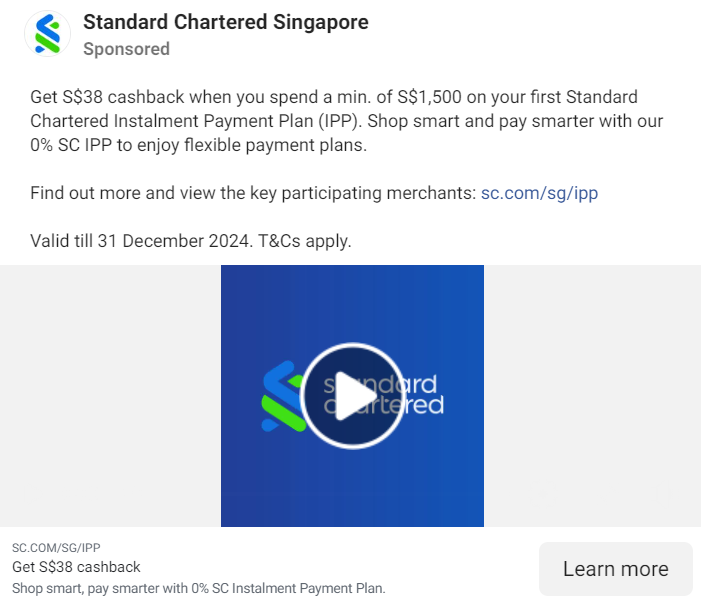 Standard Chartered Singapore
Sponsored
Get S$38 cashback when you spend a min. of S$1,500 on your first Standard
Chartered Instalment Payment Plan (IPP). Shop smart and pay smarter with our
0% SC IPP to enjoy flexible payment plans.
Find out more and view the key participating merchants: sc.com/sg/ipp
Valid till 31 December 2024. T&Cs apply.
standard
chartered
SC.COM/SG/IPP
Get S$38 cashback
Shop smart, pay smarter with 0% SC Instalment Payment Plan.
Learn more